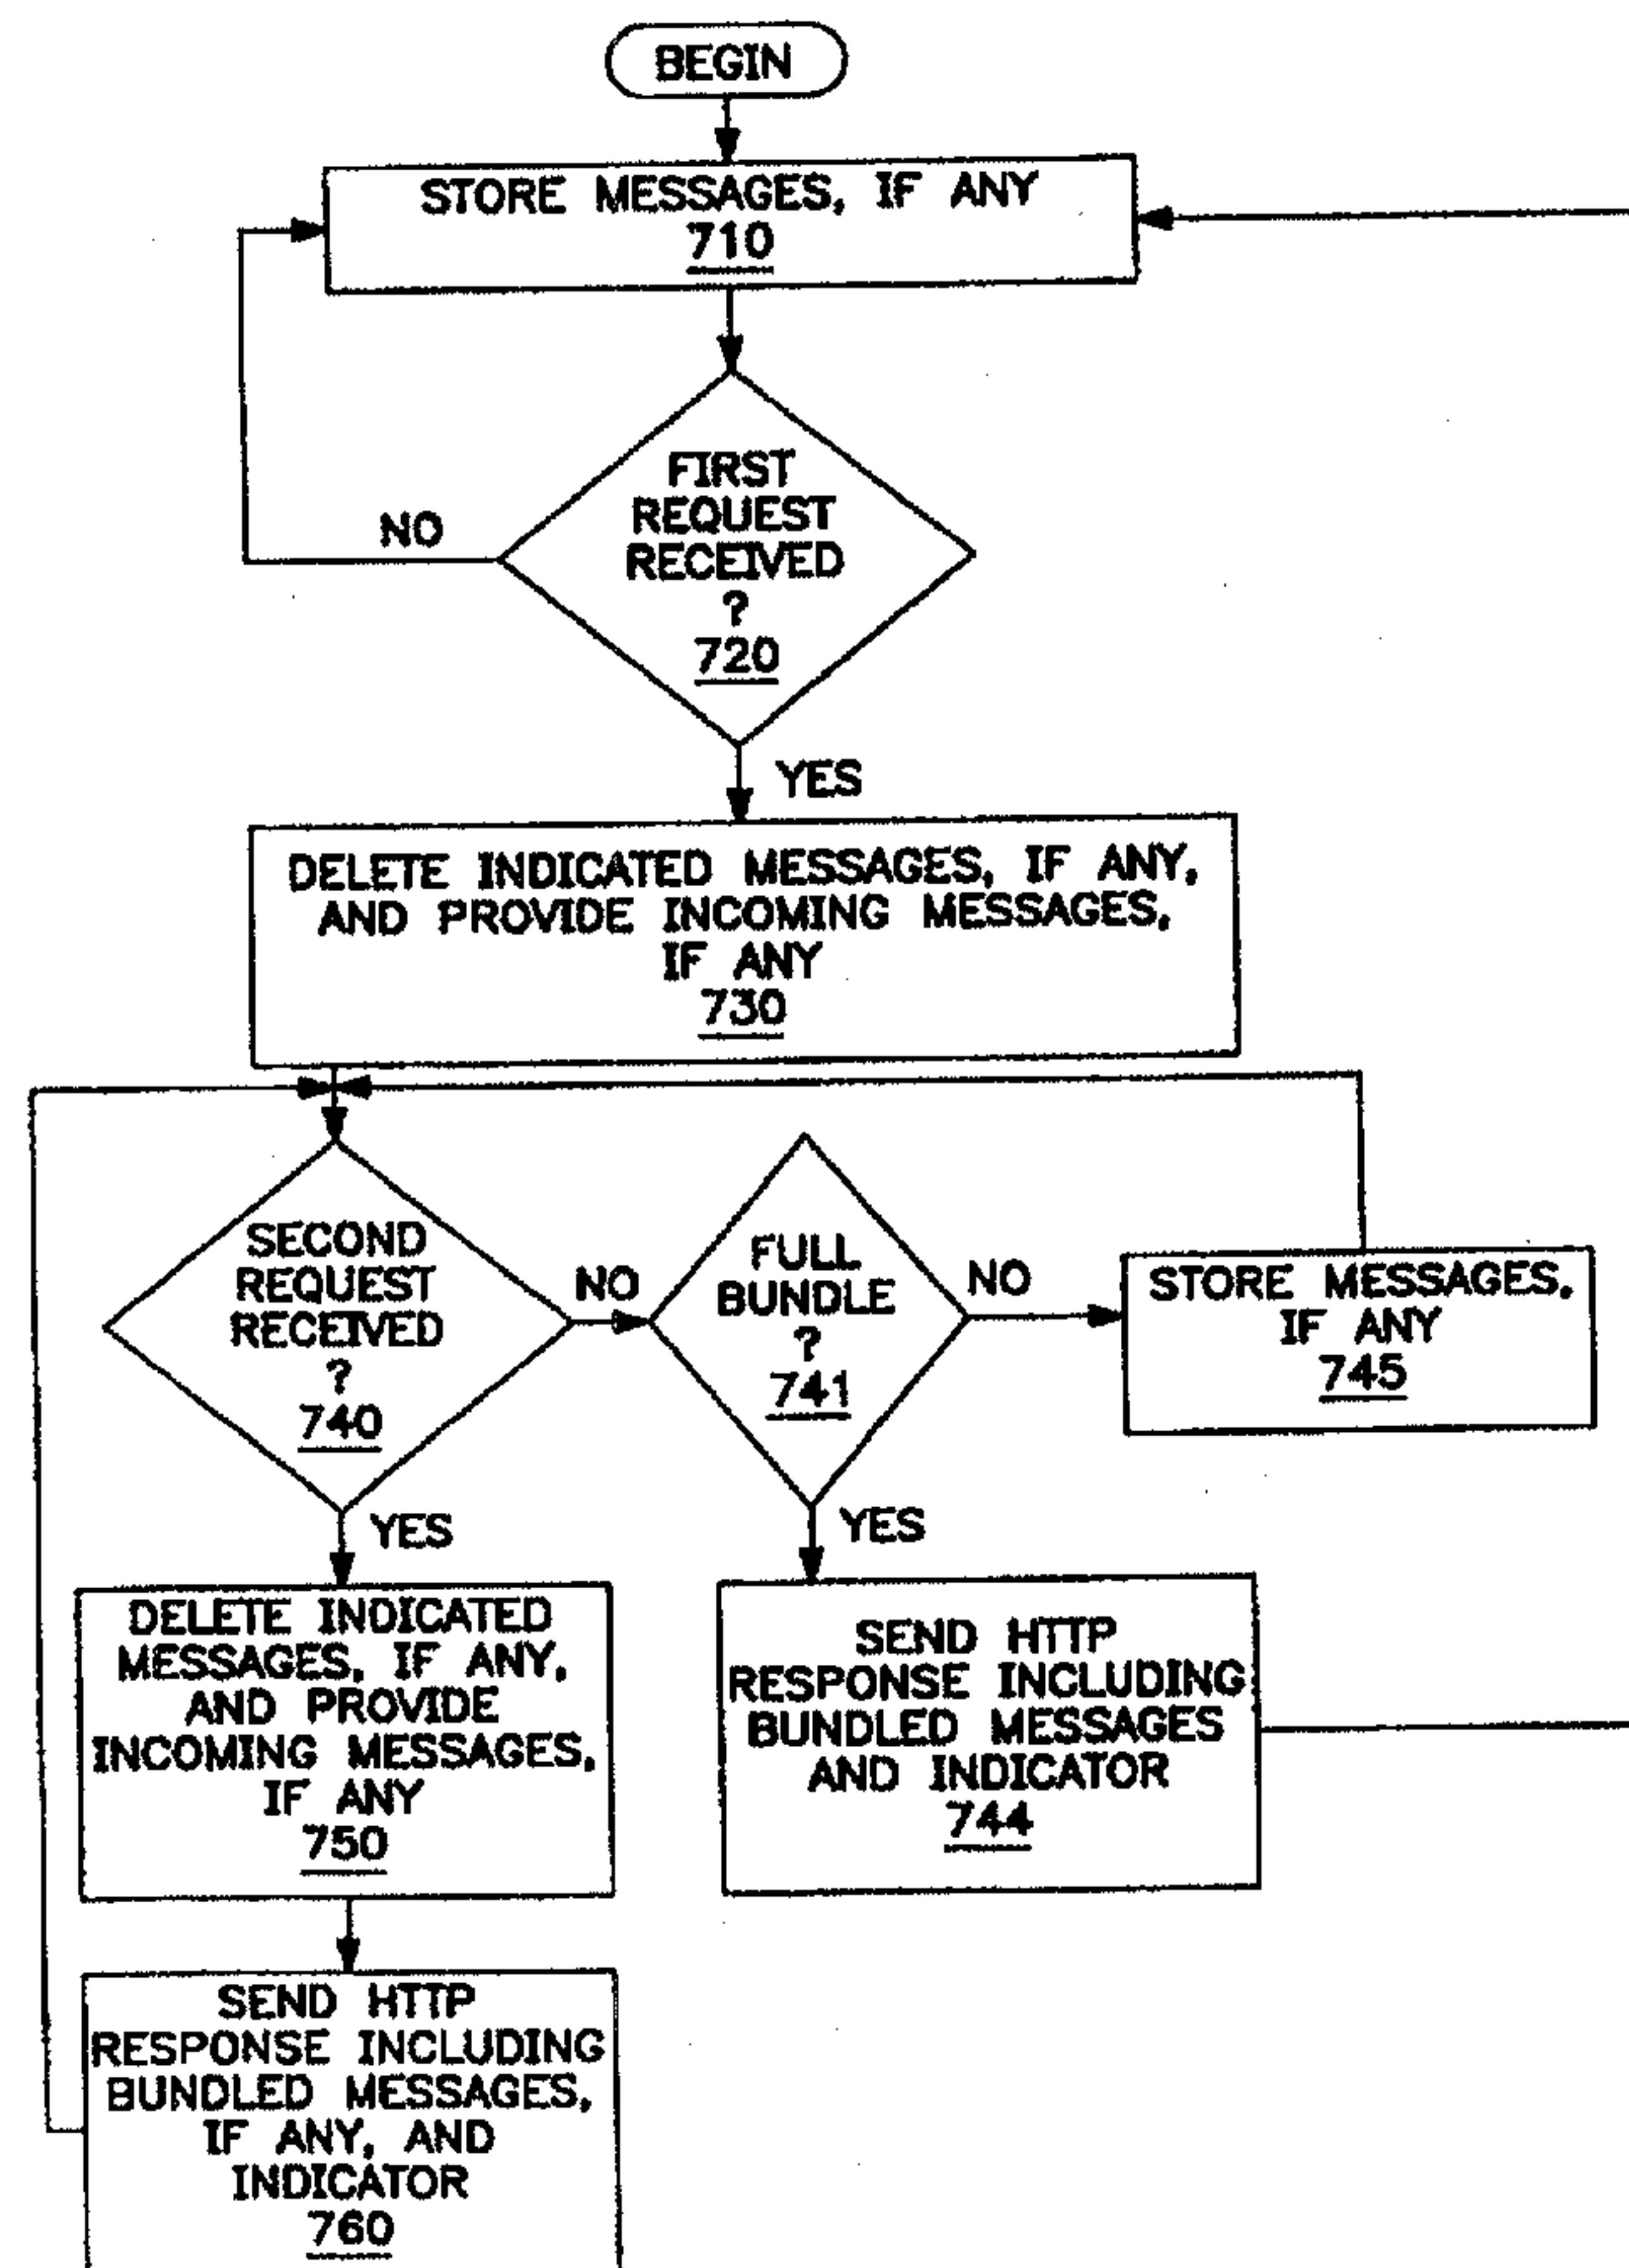 BEGIN
STORE MESSAGES, IF ANY
710
FIRST
REQUEST
RECEIVED
?
720
NO
YES
DELETE INDICATED MESSAGES, IF ANY,
AND PROVIDE INCOMING MESSAGES,
IF ANY
730
SECOND
REQUEST
RECEIVED
?
740
NO
FULL
BUNDLE
?
741
NO
STORE MESSAGES,
IF ANY
745
YES
YES
DELETE INDICATED
MESSAGES, IF ANY,
AND PROVIDE
INCOMING MESSAGES,
IF ANY
750
SEND HTTP
RESPONSE INCLUDING
BUNDLED MESSAGES
AND INDICATOR
744
SEND HTTP
RESPONSE INCLUDING
BUNDLED MESSAGES,
IF ANY, AND
INDICATOR
760